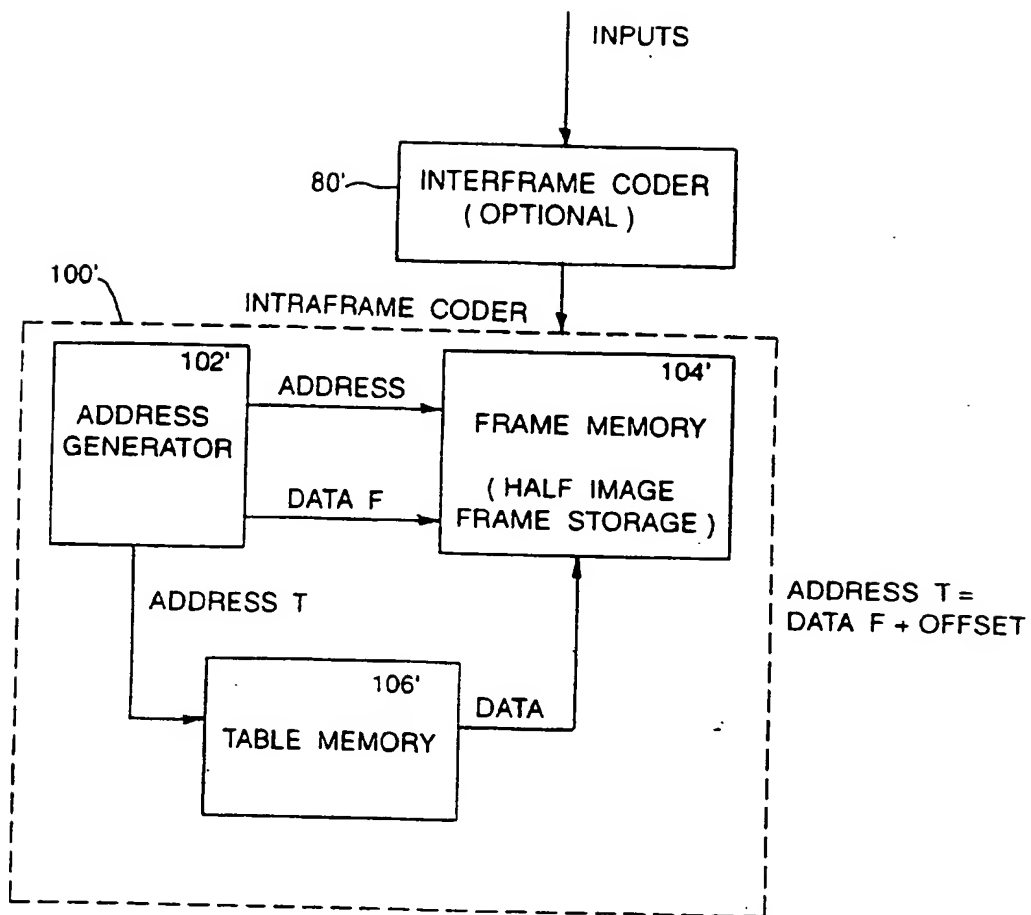 INPUTS
80'
INTERFRAME CODER
( OPTIONAL )
100'
INTRAFRAME CODER
102'
ADDRESS
GENERATOR
ADDRESS
DATA F
104'
FRAME MEMORY
( HALF IMAGE
FRAME STORAGE )
ADDRESS T
ADDRESS T =
DATA F + OFFSET
106'
TABLE MEMORY
DATA